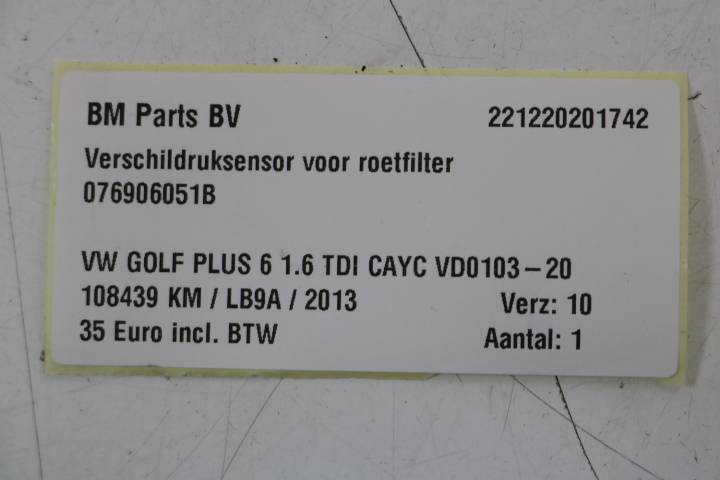 BM Parts BV 221220201742
Verschildruksensor voor roetfilter
076906051B
VW GOLF PLUS 6 1.6 TDI CAYC VD0103-20
108439 KM / LB9A / 2013 Verz: 10
35 Euro incl. BTW Aantal: 1